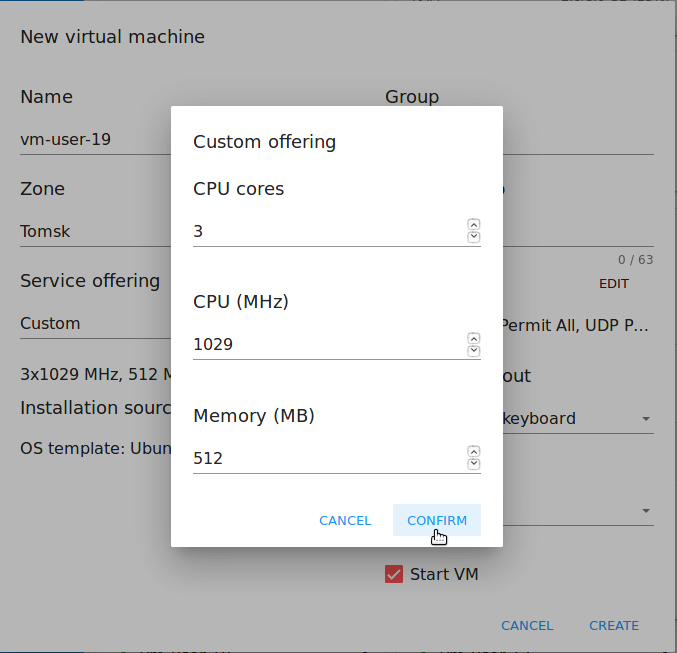 New virtual machine
Name
Group
vm-user-19
Zone
Tomsk
0 / 63
Service offering
EDIT
Custom
Permit All, UDP P...
3x1029 MHz, 512
out
Installation
keyboard
OS template:
Custom offering
CPU cores
3
CPU (MHz)
1029
Memory (MB)
512
CANCEL
CONFIRM
Start VM
CANCEL
CREATE